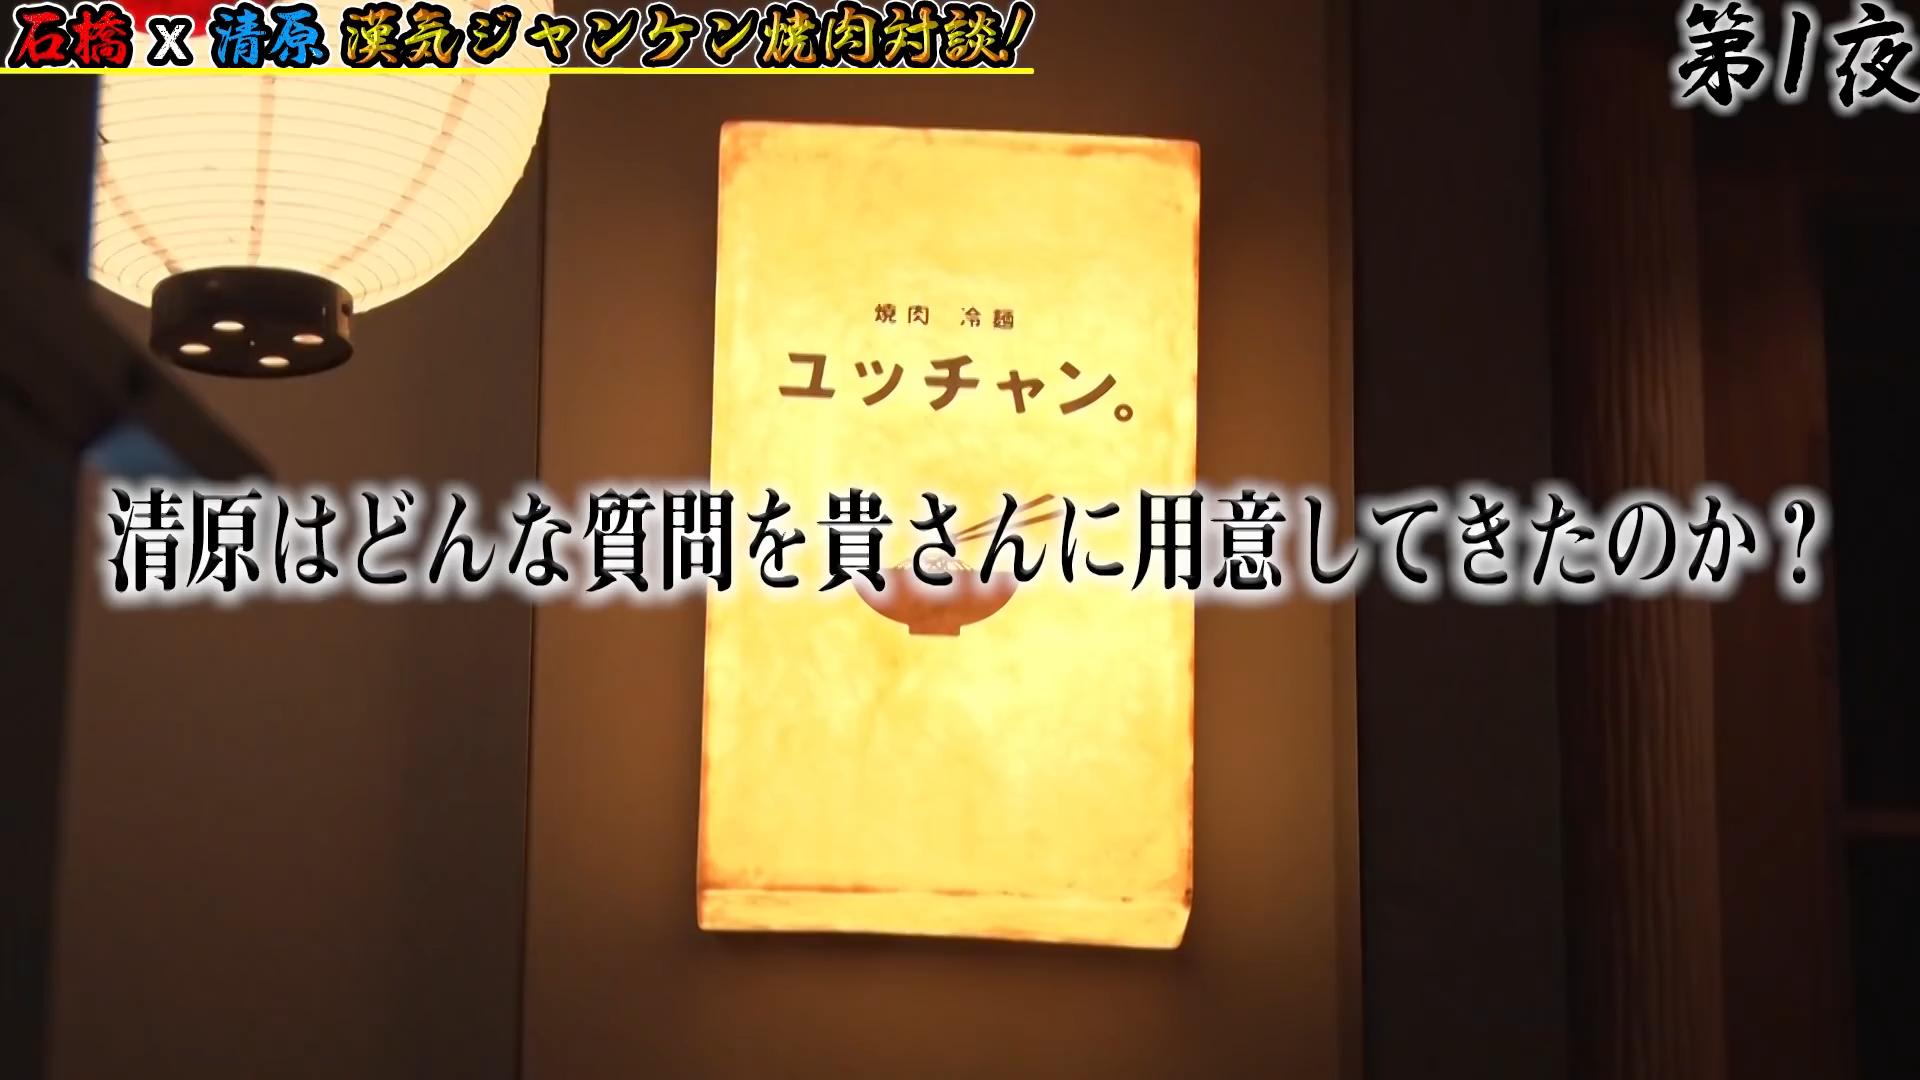 石橋 x 清原 漢気ジャンケン焼肉対談!
第1夜
焼肉 冷麺
ユッチャン。
清原はどんな質問を貴さんに用意してきたのか?